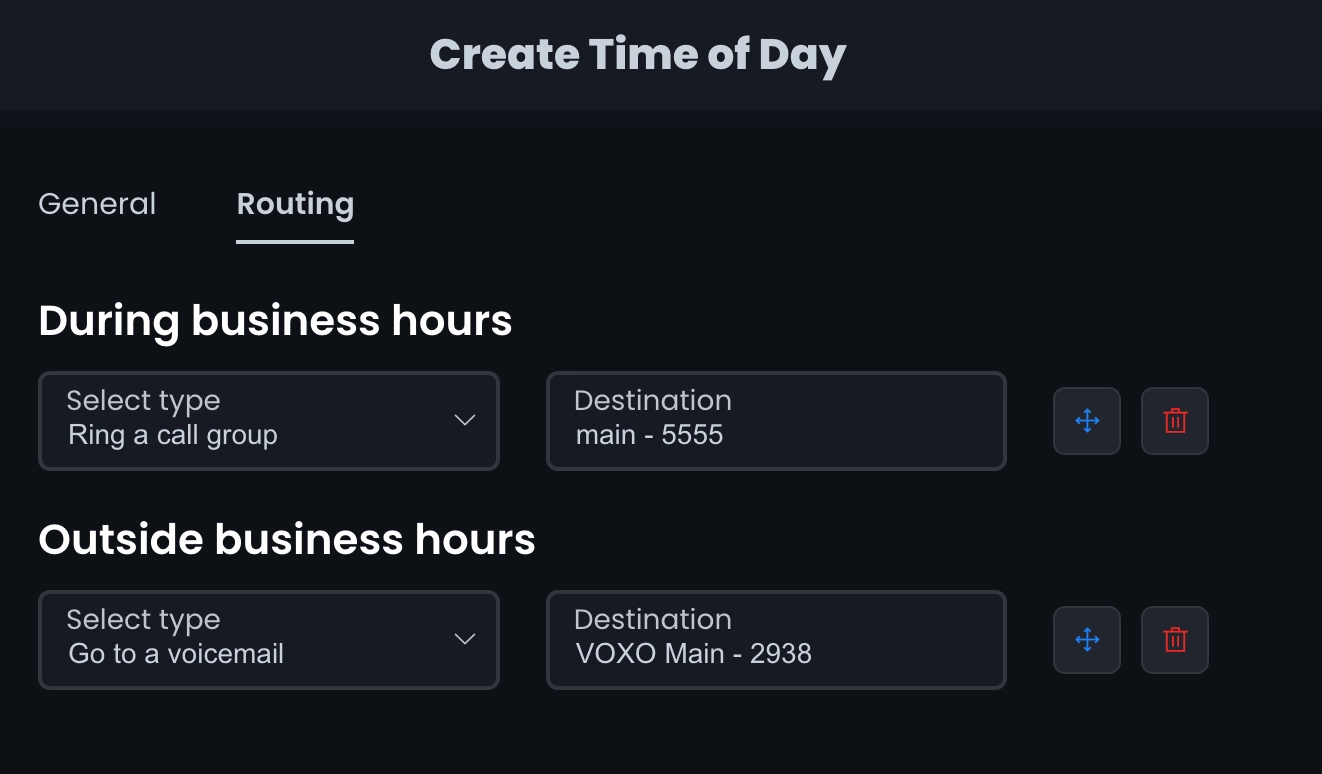 Create Time of Day
General
Routing
During business hours
Select type
Ring a call group
Destination
main - 5555
Outside business hours
Select type
Go to a voicemail
Destination
VOXO Main - 2938